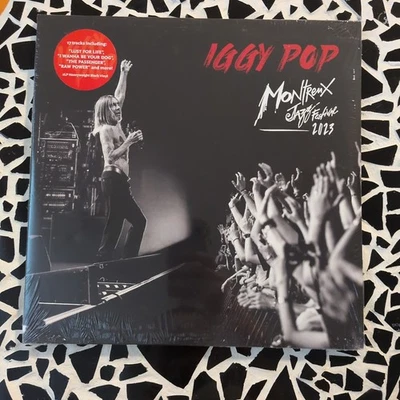 17 tracks including:
"LUST FOR LIFE",
"I WANNA BE YOUR DOG",
"THE PASSENGER",
"RAW POWER" and more!
IGGY POP
MONTREUX
JAZZ FESTIVAL
2023